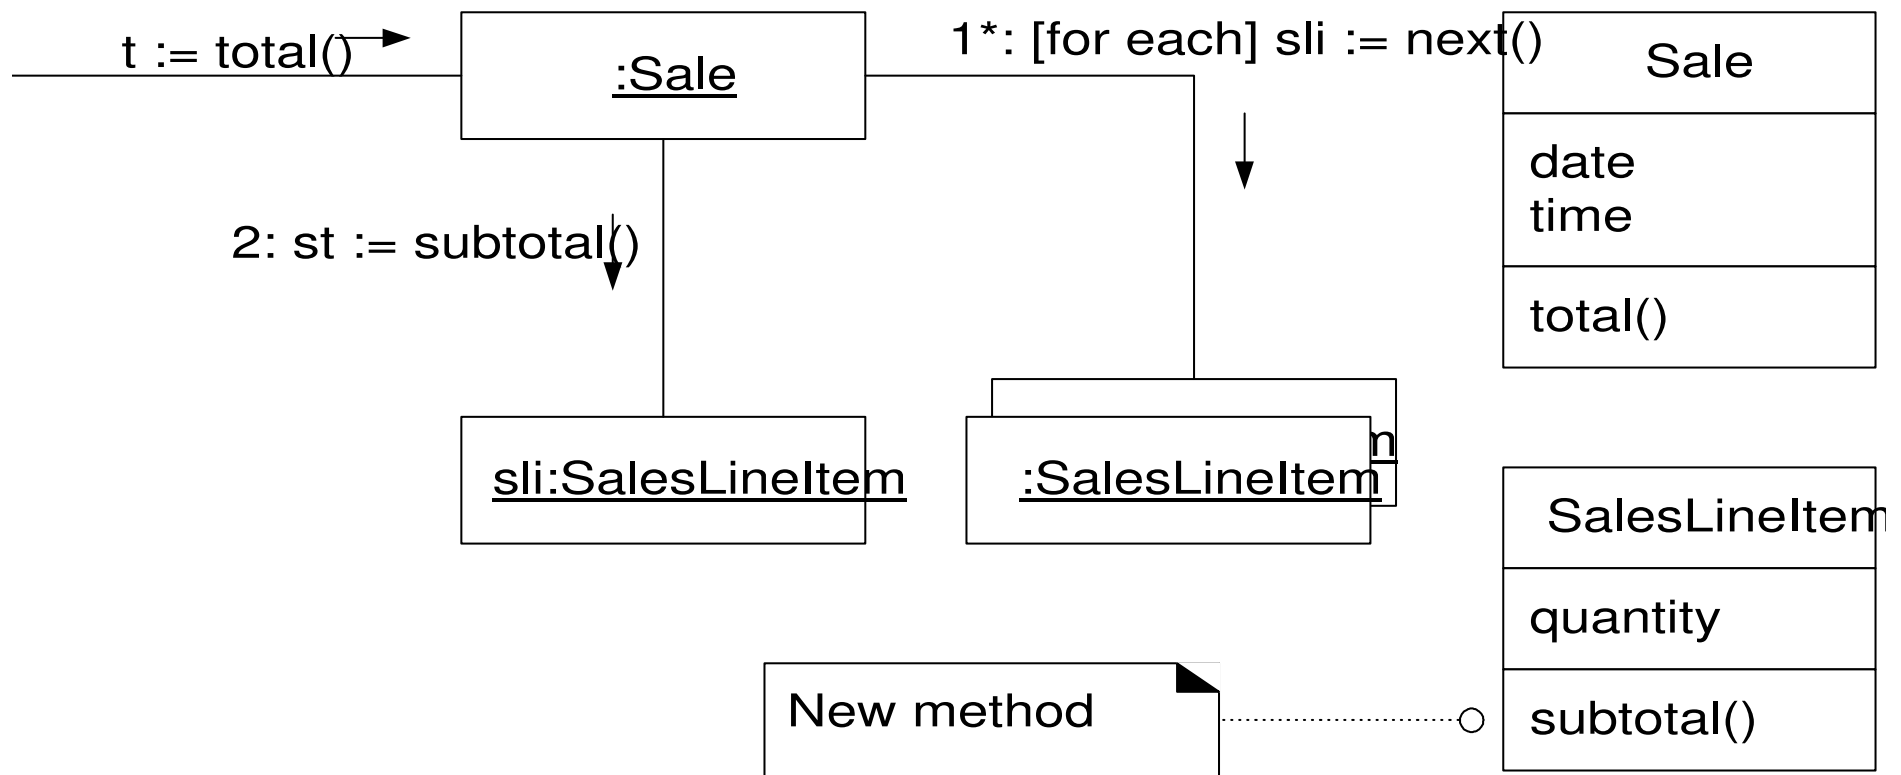 t := total()
:Sale
1*: [for each] sli := next()
2: st := subtotal()
sli:SalesLineItem
:SalesLineItem
m
Sale
date
time
total()
SalesLineItem
quantity
subtotal()
New method